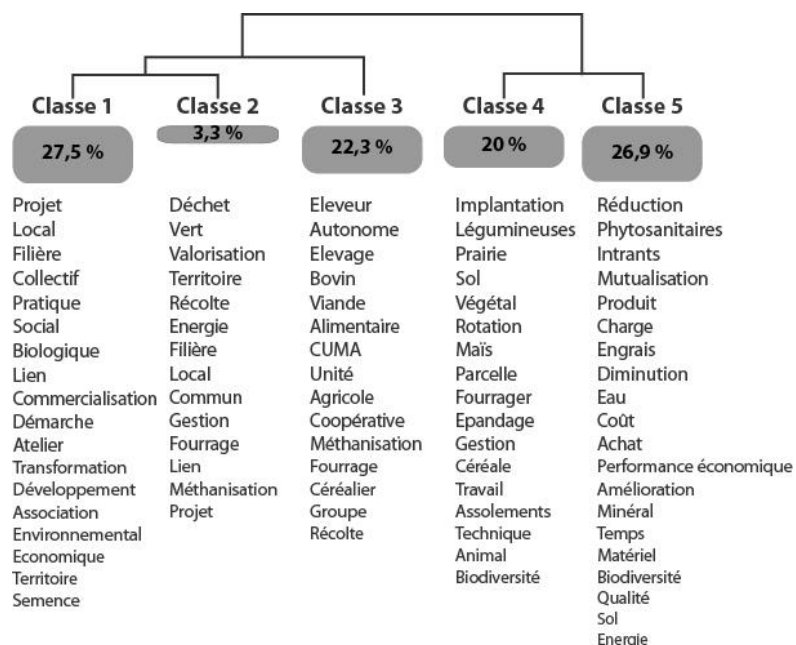 Classe 1
27,5 %
Projet
Local
Filière
Collectif
Pratique
Social
Biologique
Lien
Commercialisation
Démarche
Atelier
Transformation
Développement
Association
Environnemental
Economique
Territoire
Semence
Classe 2
3,3 %
Déchet
Vert
Valorisation
Territoire
Récolte
Energie
Filière
Local
Commun
Gestion
Fourrage
Lien
Méthanisation
Projet
Classe 3
22,3 %
Eleveur
Autonome
Elevage
Bovin
Viande
Alimentaire
CUMA
Unité
Agricole
Coopérative
Méthanisation
Fourrage
Céréalier
Groupe
Récolte
Classe 4
20 %
Implantation
Légumineuses
Prairie
Sol
Végétal
Rotation
Maïs
Parcelle
Fourrager
Epandage
Gestion
Céréale
Travail
Assolements
Technique
Animal
Biodiversité
Classe 5
26,9 %
Réduction
Phytosanitaires
Intrants
Mutualisation
Produit
Charge
Engrais
Diminution
Eau
Coût
Achat
Performance économique
Amélioration
Minéral
Temps
Matériel
Biodiversité
Qualité
Sol
Energie